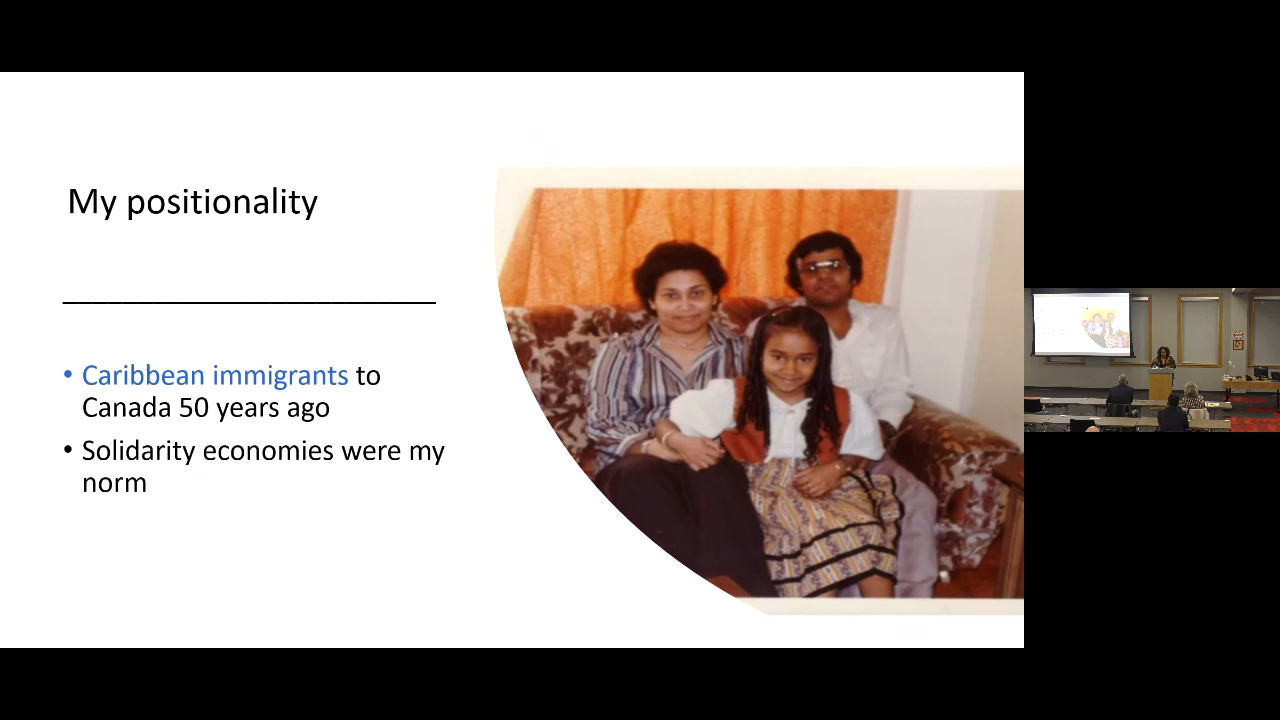 My positionality
• Caribbean immigrants to
Canada 50 years ago
• Solidarity economies were my
norm